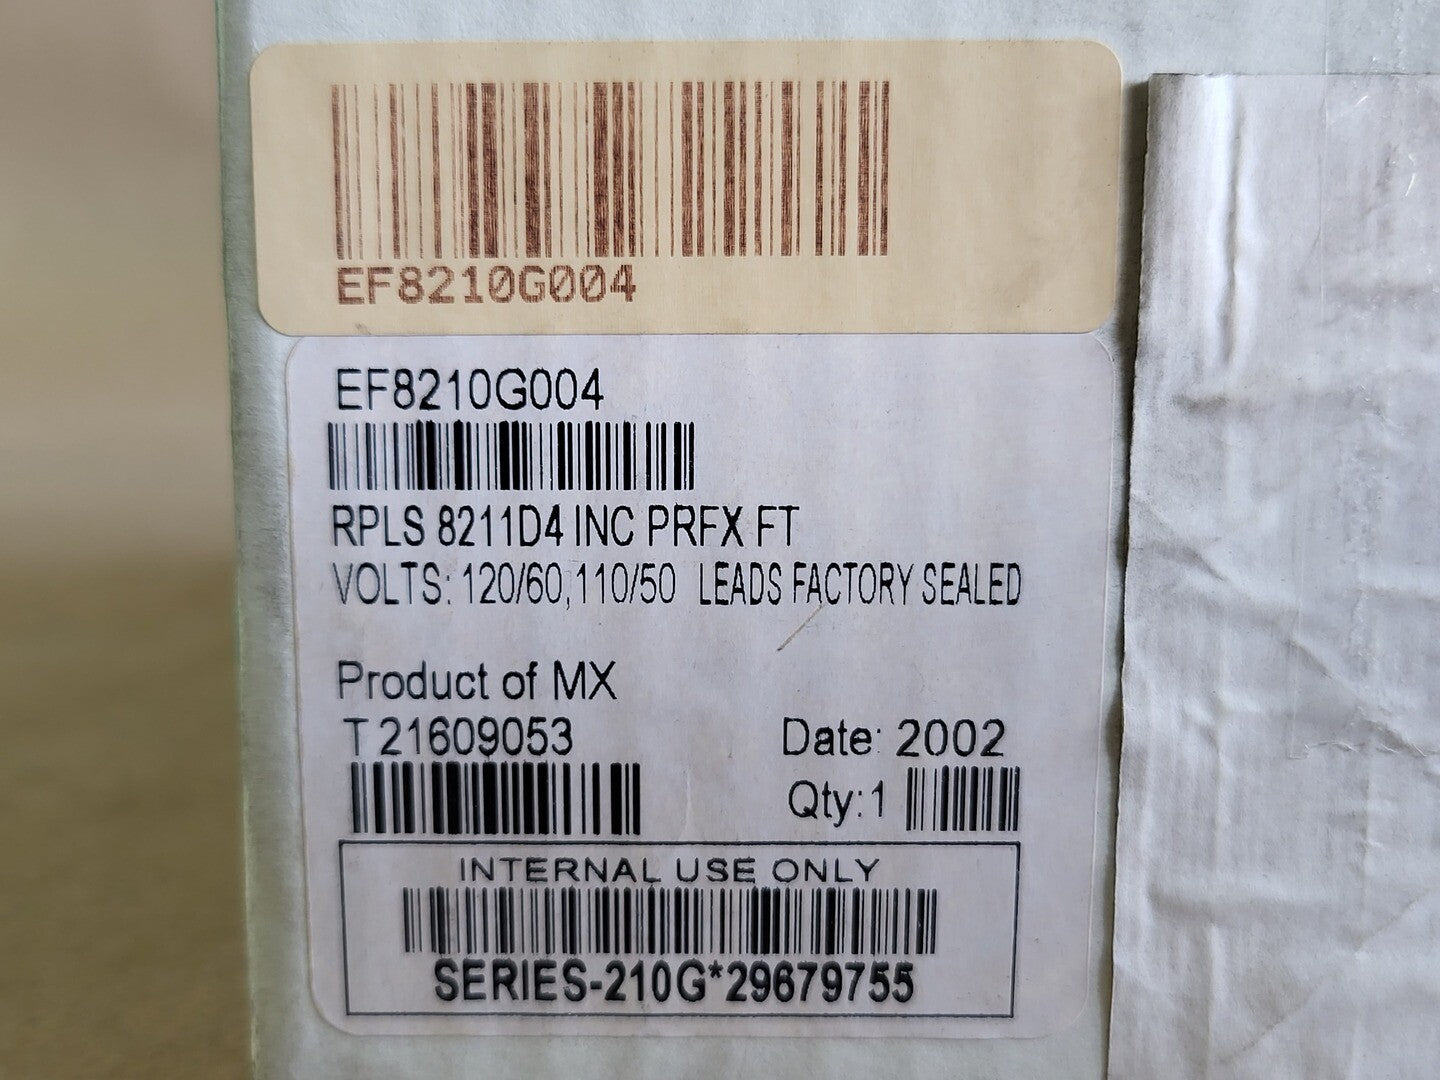 EF8210G004
EF8210G004
RPLS 8211D4 INC PRFX FT
VOLTS: 120/60,110/50 LEADS FACTORY SEALED
Product of MX
T 21609053 Date: 2002
Qty:1
INTERNAL USE ONLY
SERIES-210G*29679755